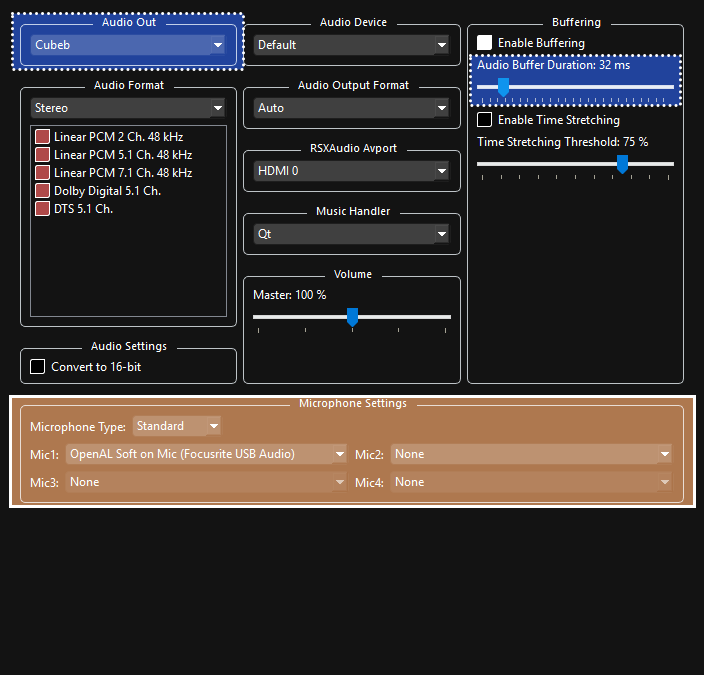 Audio Out
Cubeb
Audio Format
Stereo
Linear PCM 2 Ch. 48 kHz
Linear PCM 5.1 Ch. 48 kHz
Linear PCM 7.1 Ch. 48 kHz
Dolby Digital 5.1 Ch.
DTS 5.1 Ch.
Audio Settings
Convert to 16-bit
Audio Device
Default
Audio Output Format
Auto
RSXAudio Avport
HDMI 0
Music Handler
Qt
Volume
Master: 100 %
Buffering
Enable Buffering
Audio Buffer Duration: 32 ms
Enable Time Stretching
Time Stretching Threshold: 75 %
Microphone Settings
Microphone Type: Standard
Mic1: OpenAL Soft on Mic (Focusrite USB Audio) Mic2: None
Mic3: None Mic4: None